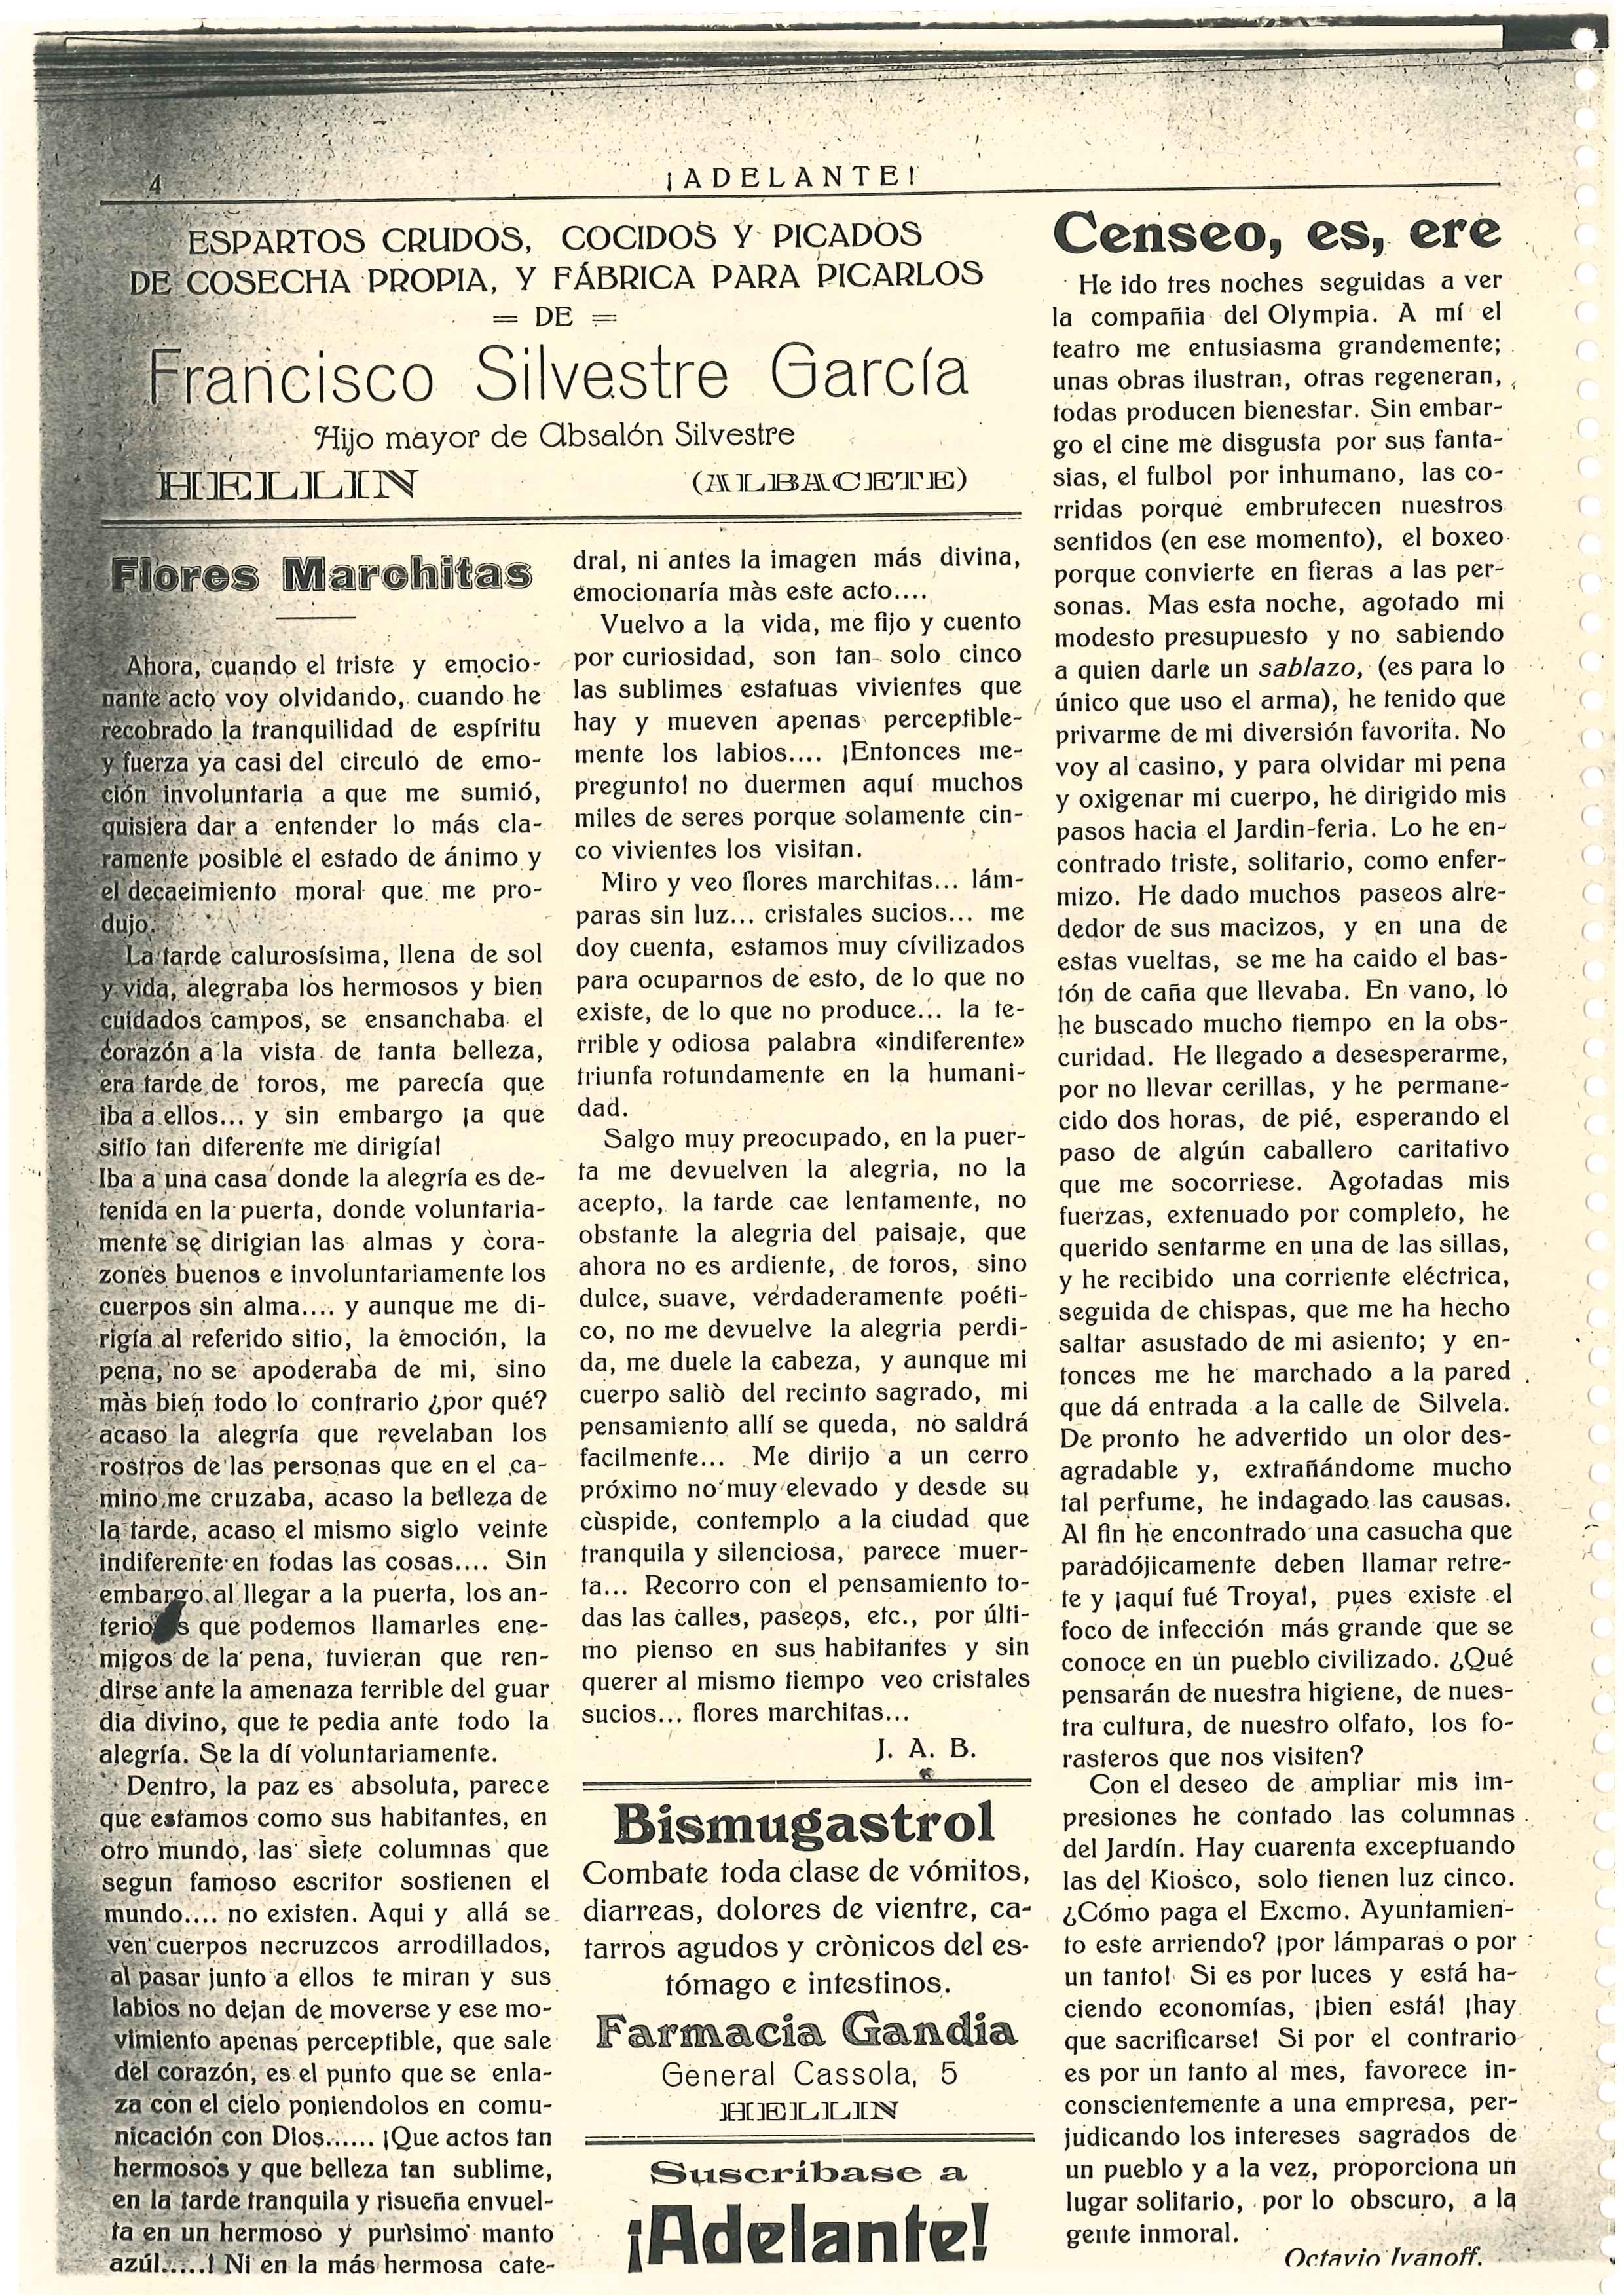 4
¡ADELANTE!
ESPARTOS CRUDOS, COCIDOS Y PICADOS
DE COSECHA PROPIA, Y FÁBRICA PARA PICARLOS
= DE =
Francisco Silvestre García
Hijo mayor de Absalón Silvestre
HELLIN (ALBACETE)
Flores Marchitas
Ahora, cuando el triste y emocio-
nante acto voy olvidando, cuando he
recobrado la tranquilidad de espíritu
y fuerza ya casi del circulo de emo-
ción involuntaria a que me sumió,
quisiera dar a entender lo más cla-
ramente posible el estado de ánimo y
el decaeimiento moral que me pro-
dujo.
La tarde calurosísima, llena de sol
y vida, alegraba los hermosos y bien
cuidados campos, se ensanchaba el
corazón a la vista de tanta belleza,
era tarde de toros, me parecía que
iba a ellos... y sin embargo ¡a que
sitio tan diferente me dirigía!
Iba a una casa donde la alegría es de-
tenida en la puerta, donde voluntaria-
mente se dirigian las almas y cora-
zones buenos e involuntariamente los
cuerpos sin alma.... y aunque me di-
rigía al referido sitio, la emoción, la
pena, no se apoderaba de mi, sino
màs bien todo lo contrario ¿por qué?
acaso la alegría que revelaban los
rostros de las personas que en el ca-
mino me cruzaba, acaso la belleza de
la tarde, acaso el mismo siglo veinte
indiferente en todas las cosas.... Sin
embargo al llegar a la puerta, los an-
teriores que podemos llamarles ene-
migos de la pena, tuvieran que ren-
dirse ante la amenaza terrible del guar
dia divino, que te pedia ante todo la
alegría. Se la dí voluntariamente.
Dentro, la paz es absoluta, parece
que estamos como sus habitantes, en
otro mundo, las siete columnas que
segun famoso escritor sostienen el
mundo.... no existen. Aqui y allá se
ven cuerpos necruzcos arrodillados,
al pasar junto a ellos te miran y sus
labios no dejan de moverse y ese mo-
vimiento apenas perceptible, que sale
del corazón, es el punto que se enla-
za con el cielo poniendolos en comu-
nicación con Dios...... ¡Que actos tan
hermosos y que belleza tan sublime,
en la tarde tranquila y risueña envuel-
ta en un hermoso y purìsimo manto
azúl.....! Ni en la más hermosa cate-
dral, ni antes la imagen más divina,
emocionaría màs este acto....
Vuelvo a la vida, me fijo y cuento
por curiosidad, son tan solo cinco
las sublimes estatuas vivientes que
hay y mueven apenas perceptible-
mente los labios.... ¡Entonces me-
pregunto! no duermen aquí muchos
miles de seres porque solamente cin-
co vivientes los visitan.
Miro y veo flores marchitas... lám-
paras sin luz... cristales sucios... me
doy cuenta, estamos muy cívilizados
para ocuparnos de esto, de lo que no
existe, de lo que no produce... la te-
rrible y odiosa palabra «indiferente»
triunfa rotundamente en la humani-
dad.
Salgo muy preocupado, en la puer-
ta me devuelven la alegria, no la
acepto, la tarde cae lentamente, no
obstante la alegria del paisaje, que
ahora no es ardiente, de toros, sino
dulce, suave, verdaderamente poéti-
co, no me devuelve la alegria perdi-
da, me duele la cabeza, y aunque mi
cuerpo saliò del recinto sagrado, mi
pensamiento allí se queda, no saldrá
facilmente... Me dirijo a un cerro
próximo no muy elevado y desde su
cùspide, contemplo a la ciudad que
tranquila y silenciosa, parece muer-
ta... Recorro con el pensamiento to-
das las calles, paseos, etc., por últi-
mo pienso en sus habitantes y sin
querer al mismo tiempo veo cristales
sucios... flores marchitas...
J. A. B.
Bismugastrol
Combate toda clase de vómitos,
diarreas, dolores de vientre, ca-
tarros agudos y crònicos del es-
tómago e intestinos.
Farmacia Gandia
General Cassola, 5
HELLIN
Suscríbase a
¡Adelante!
Censeo, es, ere
He ido tres noches seguidas a ver
la compañia del Olympia. A mí el
teatro me entusiasma grandemente;
unas obras ilustran, otras regeneran,
todas producen bienestar. Sin embar-
go el cine me disgusta por sus fanta-
sias, el fulbol por inhumano, las co-
rridas porque embrutecen nuestros
sentidos (en ese momento), el boxeo
porque convierte en fieras a las per-
sonas. Mas esta noche, agotado mi
modesto presupuesto y no sabiendo
a quien darle un sablazo, (es para lo
único que uso el arma), he tenido que
privarme de mi diversión favorita. No
voy al casino, y para olvidar mi pena
y oxigenar mi cuerpo, he dirigido mis
pasos hacia el Jardin-feria. Lo he en-
contrado triste, solitario, como enfer-
mizo. He dado muchos paseos alre-
dedor de sus macizos, y en una de
estas vueltas, se me ha caido el bas-
tón de caña que llevaba. En vano, lo
he buscado mucho tiempo en la obs-
curidad. He llegado a desesperarme,
por no llevar cerillas, y he permane-
cido dos horas, de pié, esperando el
paso de algún caballero caritativo
que me socorriese. Agotadas mis
fuerzas, extenuado por completo, he
querido sentarme en una de las sillas,
y he recibido una corriente eléctrica,
seguida de chispas, que me ha hecho
saltar asustado de mi asiento; y en-
tonces me he marchado a la pared
que dá entrada a la calle de Silvela.
De pronto he advertido un olor des-
agradable y, extrañándome mucho
tal perfume, he indagado las causas.
Al fin he encontrado una casucha que
paradójicamente deben llamar retre-
te y ¡aquí fué Troya!, pues existe el
foco de infección más grande que se
conoce en un pueblo civilizado. ¿Qué
pensarán de nuestra higiene, de nues-
tra cultura, de nuestro olfato, los fo-
rasteros que nos visiten?
Con el deseo de ampliar mis im-
presiones he contado las columnas
del Jardín. Hay cuarenta exceptuando
las del Kiosco, solo tienen luz cinco.
¿Cómo paga el Excmo. Ayuntamien-
to este arriendo? ¡por lámparas o por
un tanto! Si es por luces y está ha-
ciendo economías, ¡bien está! ¡hay
que sacrificarse! Si por el contrario
es por un tanto al mes, favorece in-
conscientemente a una empresa, per-
judicando los intereses sagrados de
un pueblo y a la vez, proporciona un
lugar solitario, por lo obscuro, a la
gente inmoral.
Octavio Ivanoff.